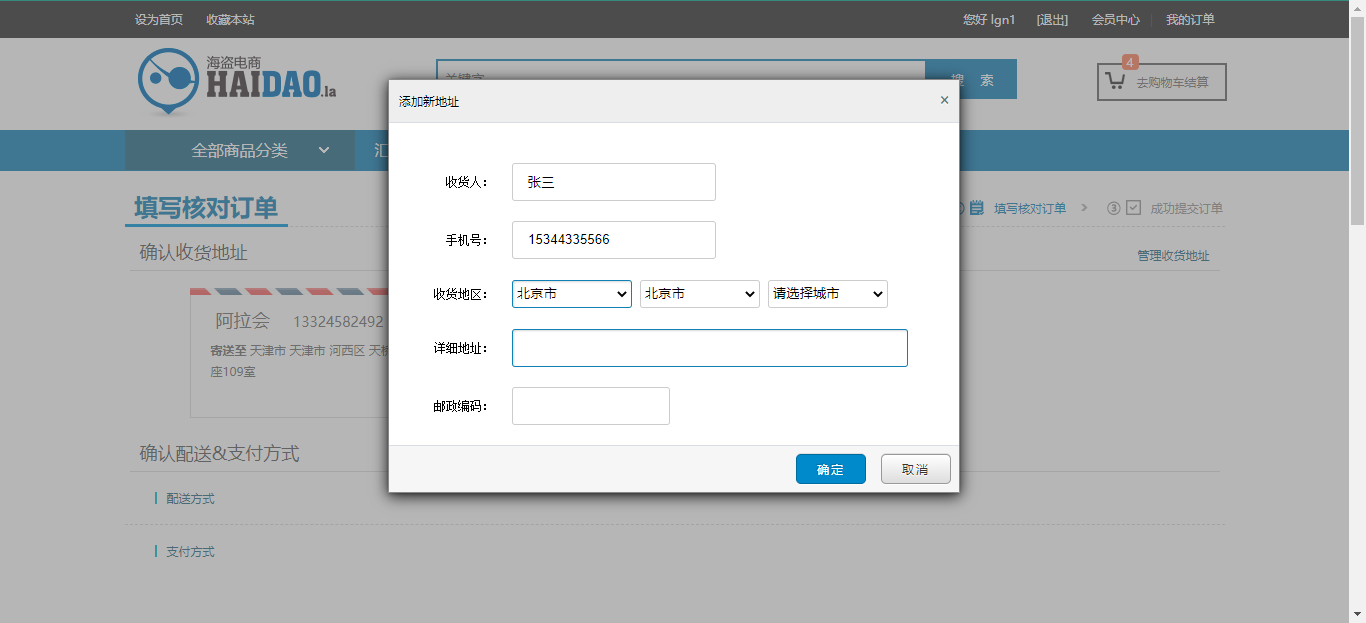 设为首页 收藏本站 您好 lgn1 [退出] 会员中心 我的订单
海盗电商
HAIDAO.la
搜 索
4
去购物车结算
全部商品分类
汇
填写核对订单
填写核对订单 > ③ 成功提交订单
确认收货地址
管理收货地址
阿拉会 13324582492
寄送至 天津市 天津市 河西区
座109室
确认配送&支付方式
配送方式
支付方式
添加新地址 ×
收货人: 张三
手机号: 15344335566
收货地区: 北京市 北京市 请选择城市
详细地址:
邮政编码:
确定 取消